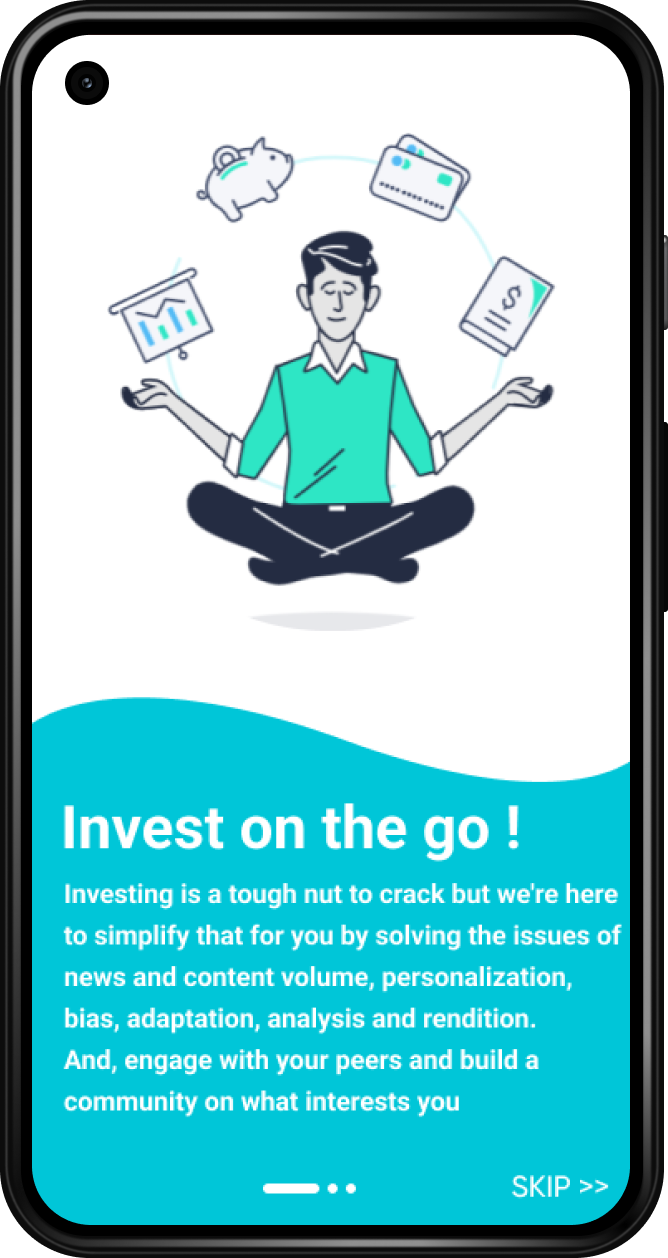 $
Invest on the go !
Investing is a tough nut to crack but we're here
to simplify that for you by solving the issues of
news and content volume, personalization,
bias, adaptation, analysis and rendition.
And, engage with your peers and build a
community on what interests you
SKIP >>